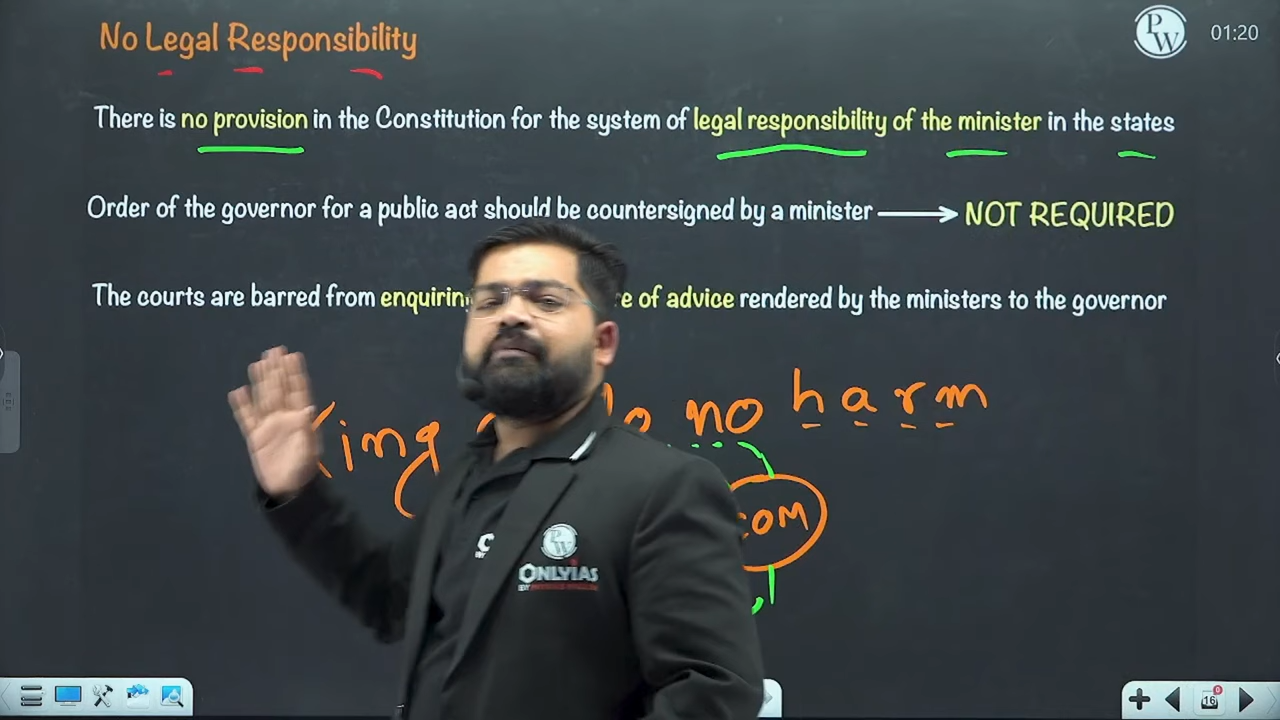 No Legal Responsibility
PW
01:20
There is no provision in the Constitution for the system of legal responsibility of the minister in the states
Order of the governor for a public act should be countersigned by a minister → NOT REQUIRED
The courts are barred from of advice rendered by the ministers to the governor
no harm
COM
PW
ONLYIAS
16